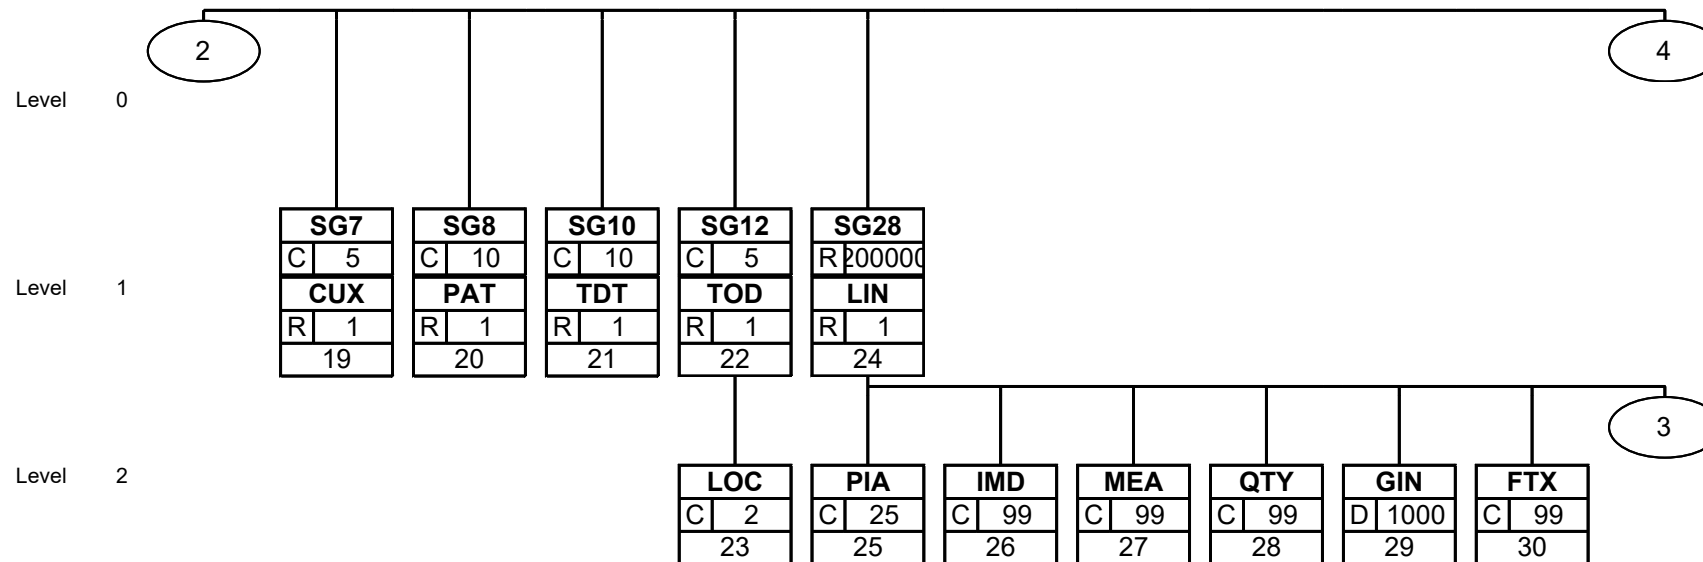 2 4
Level 0
SG7 SG8 SG10 SG12 SG28
C 5 C 10 C 10 C 5 R 200000
Level 1 CUX PAT TDT TOD LIN
R 1 R 1 R 1 R 1 R 1
19 20 21 22 24
3
Level 2 LOC PIA IMD MEA QTY GIN FTX
C 2 C 25 C 99 C 99 C 99 D 1000 C 99
23 25 26 27 28 29 30